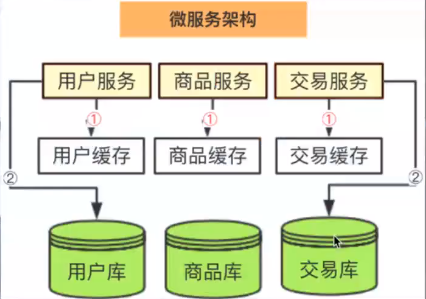 微服务架构
用户服务 商品服务 交易服务
① ① ①
用户缓存 商品缓存 交易缓存
② ②
用户库 商品库 交易库